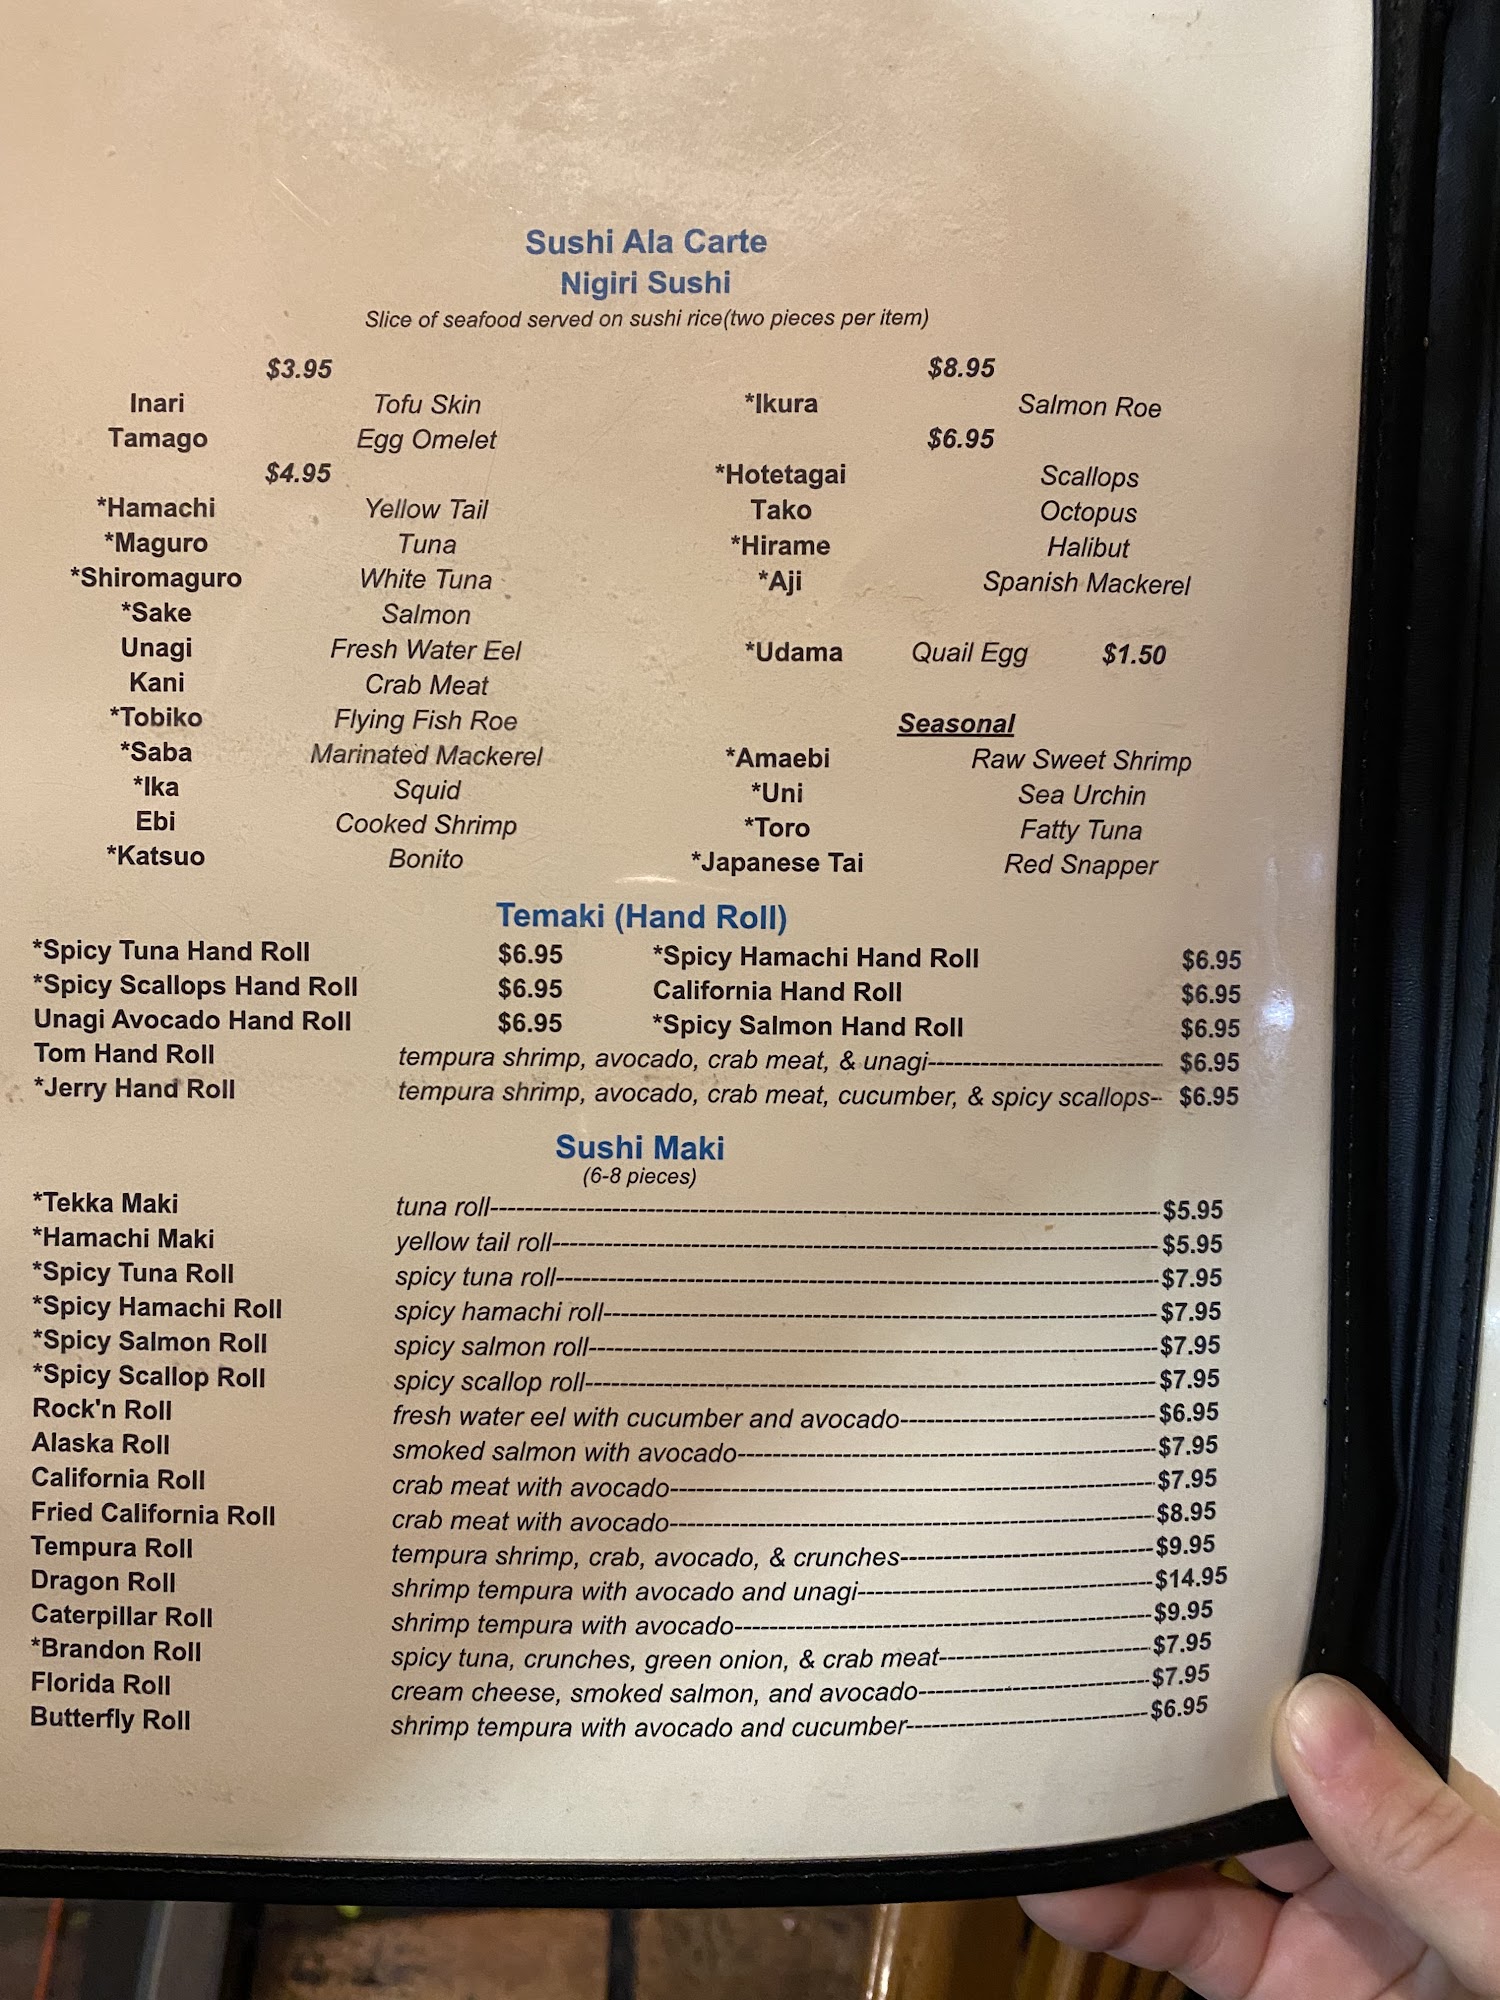 Sushi Ala Carte
Nigiri Sushi
Slice of seafood served on sushi rice(two pieces per item)
$3.95
Inari Tofu Skin
Tamago Egg Omelet
$4.95
*Hamachi Yellow Tail
*Maguro Tuna
*Shiromaguro White Tuna
*Sake Salmon
Unagi Fresh Water Eel
Kani Crab Meat
*Tobiko Flying Fish Roe
*Saba Marinated Mackerel
*Ika Squid
Ebi Cooked Shrimp
*Katsuo Bonito
$8.95
*Ikura Salmon Roe
$6.95
*Hotetagai Scallops
Tako Octopus
*Hirame Halibut
*Aji Spanish Mackerel
*Udama Quail Egg $1.50
Seasonal
*Amaebi Raw Sweet Shrimp
*Uni Sea Urchin
*Toro Fatty Tuna
*Japanese Tai Red Snapper
Temaki (Hand Roll)
*Spicy Tuna Hand Roll $6.95 *Spicy Hamachi Hand Roll $6.95
*Spicy Scallops Hand Roll $6.95 California Hand Roll $6.95
Unagi Avocado Hand Roll $6.95 *Spicy Salmon Hand Roll $6.95
Tom Hand Roll tempura shrimp, avocado, crab meat, & unagi $6.95
*Jerry Hand Roll tempura shrimp, avocado, crab meat, cucumber, & spicy scallops $6.95
Sushi Maki
(6-8 pieces)
*Tekka Maki tuna roll $5.95
*Hamachi Maki yellow tail roll $5.95
*Spicy Tuna Roll spicy tuna roll $7.95
*Spicy Hamachi Roll spicy hamachi roll $7.95
*Spicy Salmon Roll spicy salmon roll $7.95
*Spicy Scallop Roll spicy scallop roll $7.95
Rock'n Roll fresh water eel with cucumber and avocado $6.95
Alaska Roll smoked salmon with avocado $7.95
California Roll crab meat with avocado $7.95
Fried California Roll crab meat with avocado $8.95
Tempura Roll tempura shrimp, crab, avocado, & crunches $9.95
Dragon Roll shrimp tempura with avocado and unagi $14.95
Caterpillar Roll shrimp tempura with avocado $9.95
*Brandon Roll spicy tuna, crunches, green onion, & crab meat $7.95
Florida Roll cream cheese, smoked salmon, and avocado $7.95
Butterfly Roll shrimp tempura with avocado and cucumber $6.95